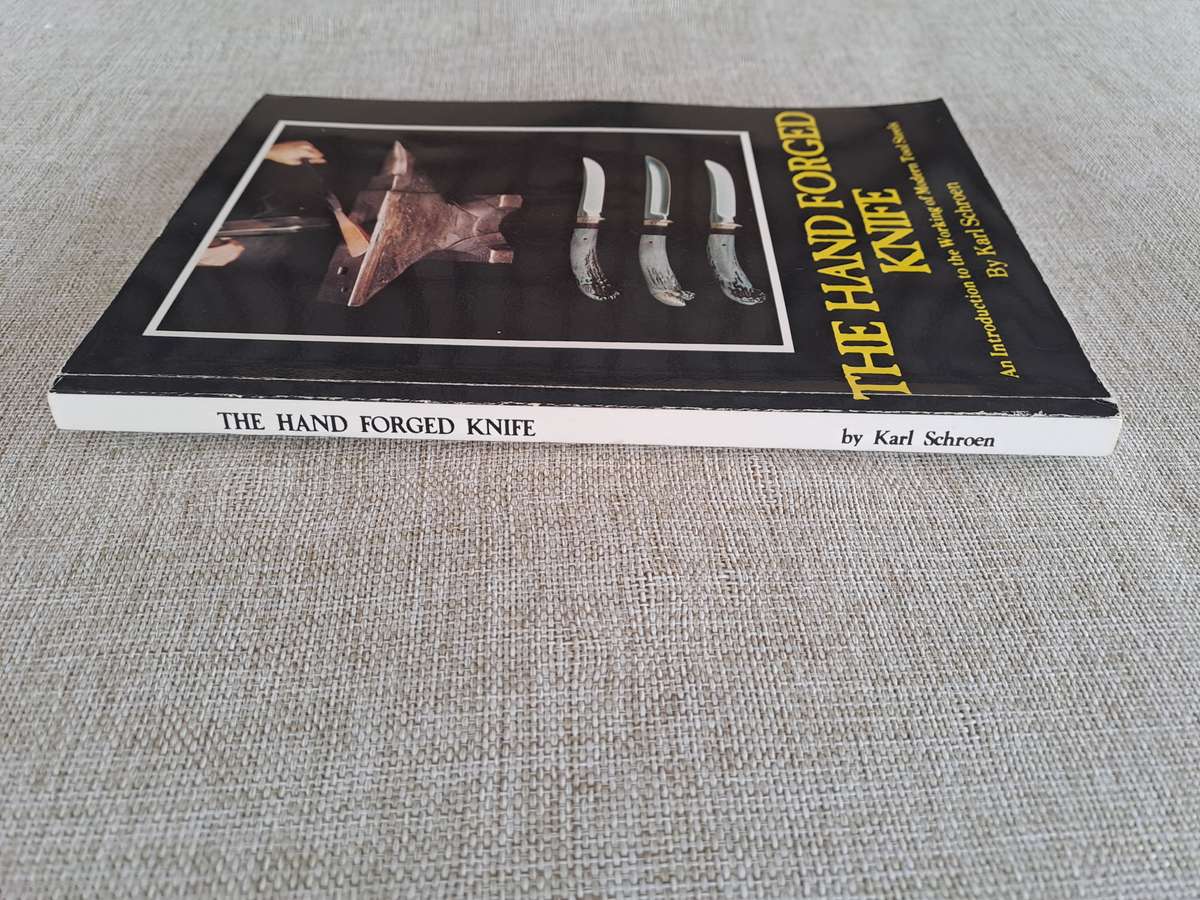 THE HAND FORGED
KNIFE
An Introduction to the Working of Modern Tool Steels
By Karl Schroen
THE HAND FORGED KNIFE
by Karl Schroen